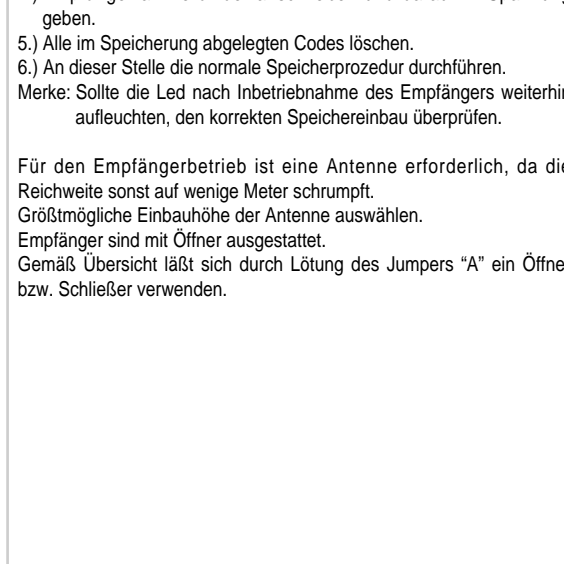 geben.
5.) Alle im Speicherung abgelegten Codes löschen.
6.) An dieser Stelle die normale Speicherprozedur durchführen.
Merke: Sollte die Led nach Inbetriebnahme des Empfängers weiterhin
aufleuchten, den korrekten Speichereinbau überprüfen.
Für den Empfängerbetrieb ist eine Antenne erforderlich, da die
Reichweite sonst auf wenige Meter schrumpft.
Größtmögliche Einbauhöhe der Antenne auswählen.
Empfänger sind mit Öffner ausgestattet.
Gemäß Übersicht läßt sich durch Lötung des Jumpers “A” ein Öffne
bzw. Schließer verwenden.